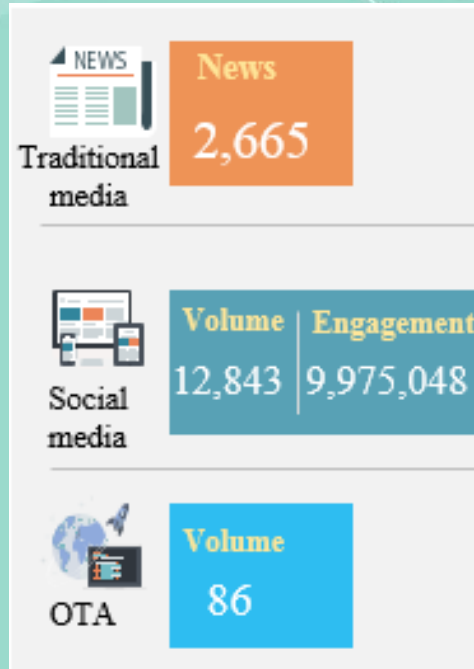 NEWS
Traditional
media
News
2,665
Social
media
Volume
Engagement
12,843
9,975,048
OTA
Volume
86